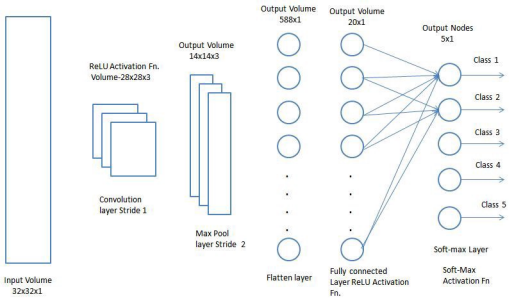 Input Volume
32x32x1
ReLU Activation Fn.
Volume-28x28x3
Convolution
layer Stride 1
Output Volume
14x14x3
Max Pool
layer Stride 2
Output Volume
588x1
Flatten layer
Output Volume
20x1
Fully connected
Layer ReLU Activation
Fn.
Output Nodes
5x1
Class 1
Class 2
Class 3
Class 4
Class 5
Soft-max Layer
Soft-Max
Activation Fn